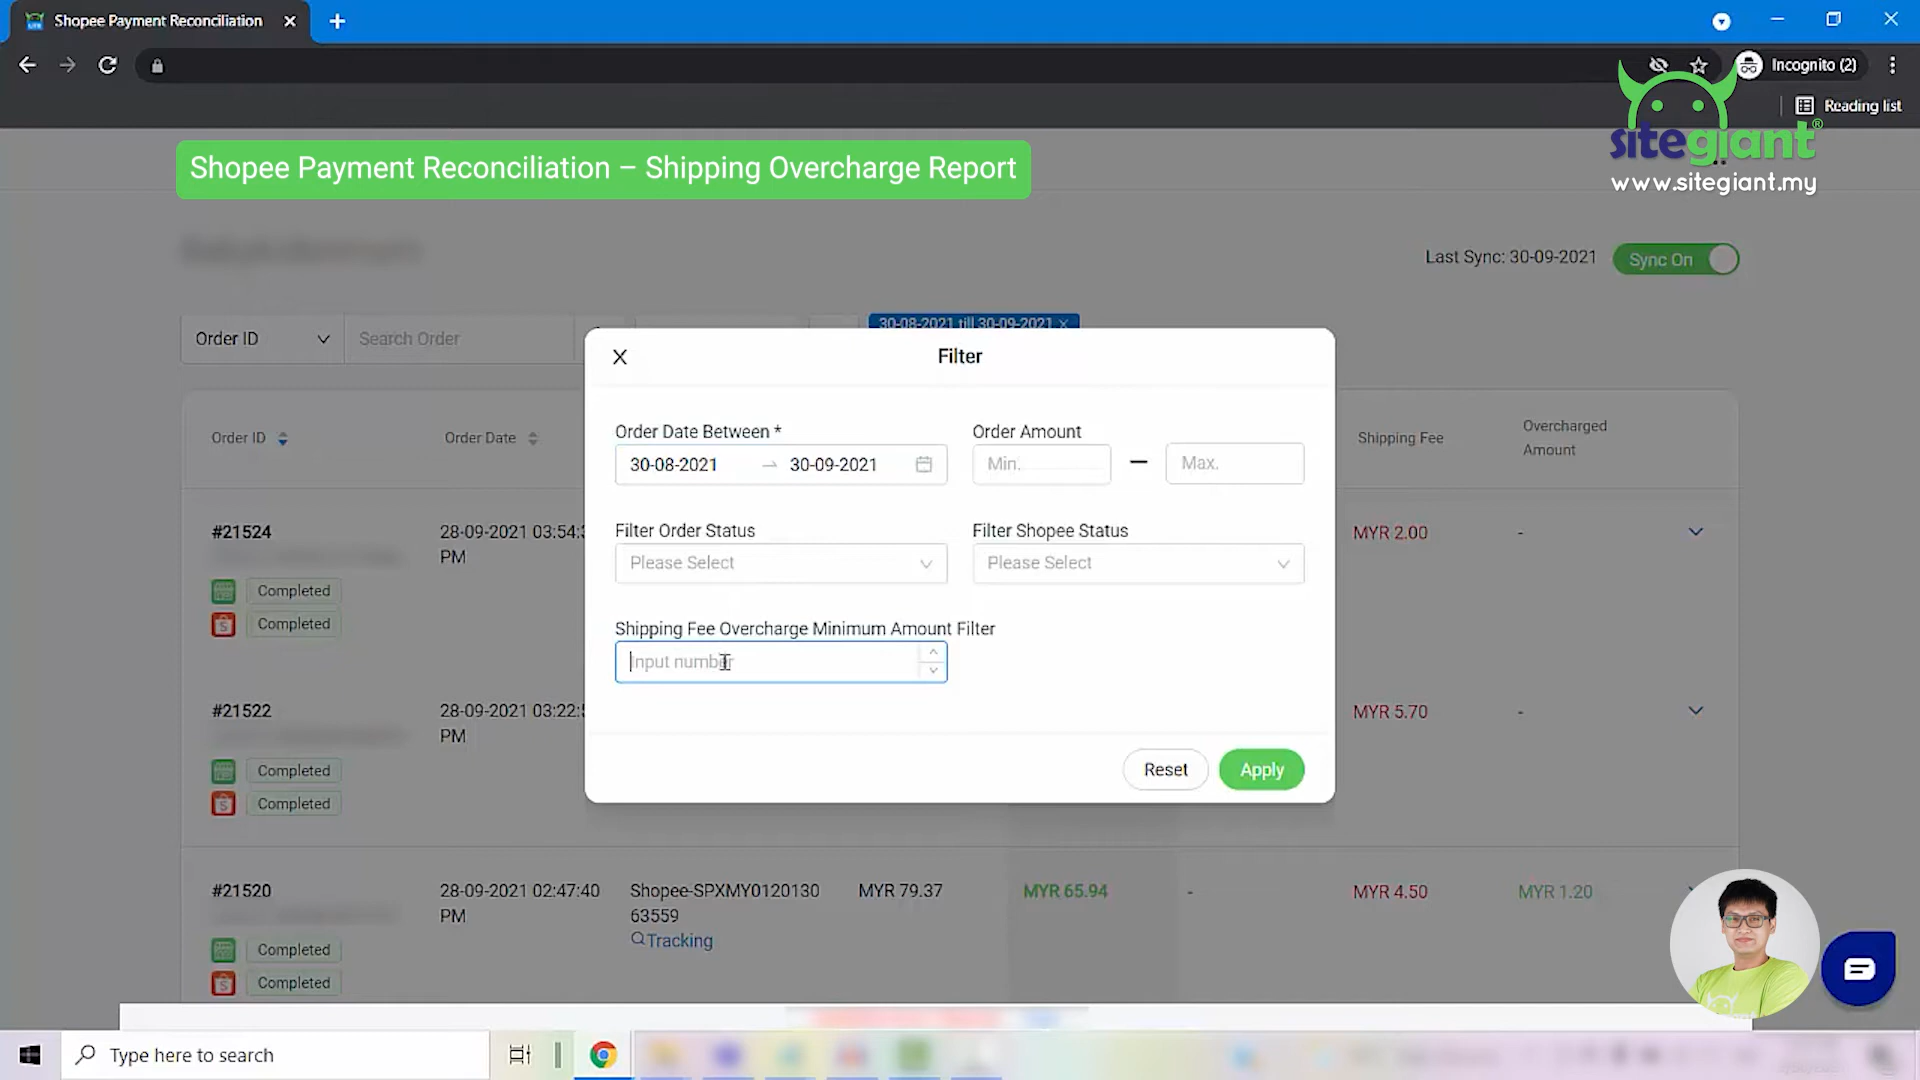 Shopee Payment Reconciliation
Incognito (2)
Reading list
Shopee Payment Reconciliation – Shipping Overcharge Report
sitegiant®
www.sitegiant.my
Last Sync: 30-09-2021
Sync On
Order ID
Search Order
30-08-2021 till 30-09-2021
Filter
Order ID
Order Date
Shipping Fee
Overcharged
Amount
Order Date Between *
30-08-2021
30-09-2021
Order Amount
Min.
Max.
Filter Order Status
Please Select
Filter Shopee Status
Please Select
Shipping Fee Overcharge Minimum Amount Filter
Input number
Reset
Apply
#21524
28-09-2021 03:54:
PM
MYR 2.00
-
Completed
Completed
#21522
28-09-2021 03:22:
PM
MYR 5.70
-
Completed
Completed
#21520
28-09-2021 02:47:40
PM
Shopee-SPXMY0120130
63559
Tracking
MYR 79.37
MYR 65.94
-
MYR 4.50
MYR 1.20
Completed
Completed
Type here to search